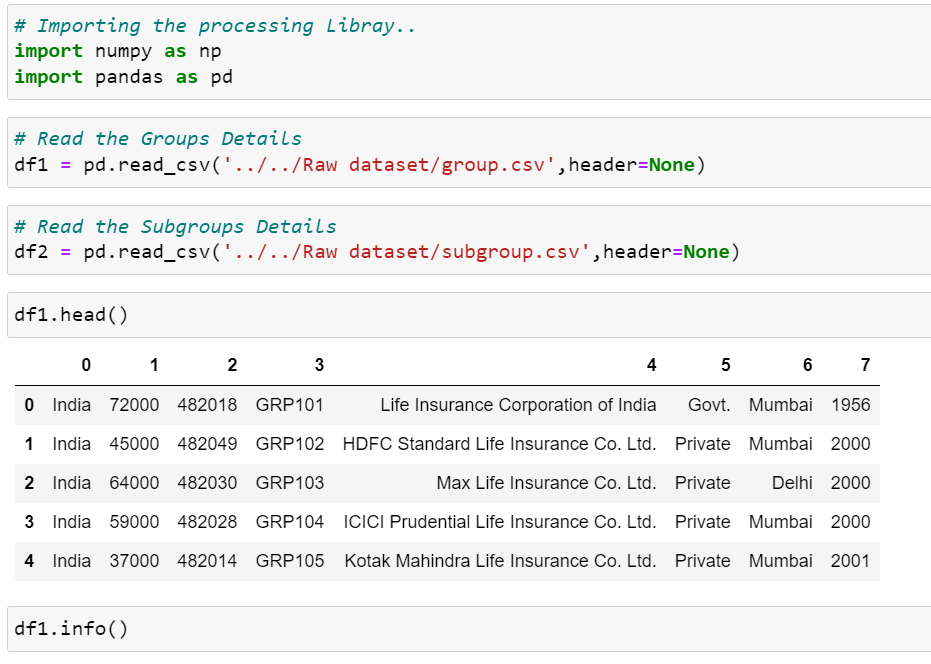 # Importing the processing Libray..
import numpy as np
import pandas as pd
# Read the Groups Details
df1 = pd.read_csv('../../Raw dataset/group.csv',header=None)
# Read the Subgroups Details
df2 = pd.read_csv('../../Raw dataset/subgroup.csv',header=None)
df1.head()
0 1 2 3 4 5 6 7
0 India 72000 482018 GRP101 Life Insurance Corporation of India Govt. Mumbai 1956
1 India 45000 482049 GRP102 HDFC Standard Life Insurance Co. Ltd. Private Mumbai 2000
2 India 64000 482030 GRP103 Max Life Insurance Co. Ltd. Private Delhi 2000
3 India 59000 482028 GRP104 ICICI Prudential Life Insurance Co. Ltd. Private Mumbai 2000
4 India 37000 482014 GRP105 Kotak Mahindra Life Insurance Co. Ltd. Private Mumbai 2001
df1.info()